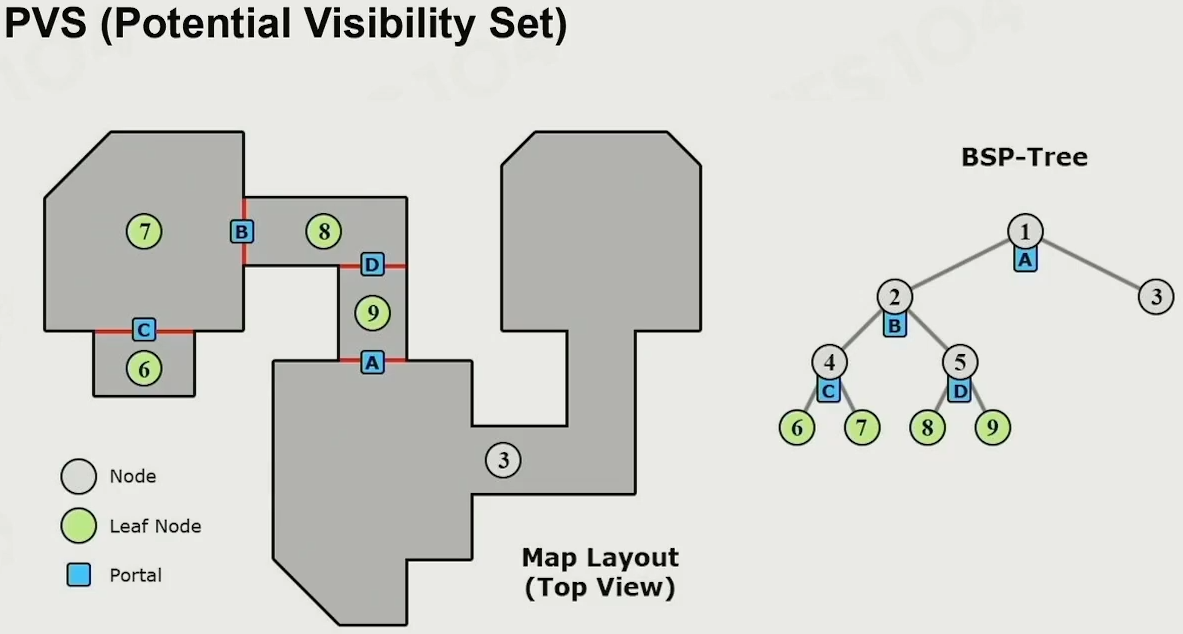 PVS (Potential Visibility Set)
BSP-Tree
7
B
8
D
9
A
C
6
3
1
A
2
B
3
4
C
5
D
6
7
8
9
Node
Leaf Node
Portal
Map Layout
(Top View)